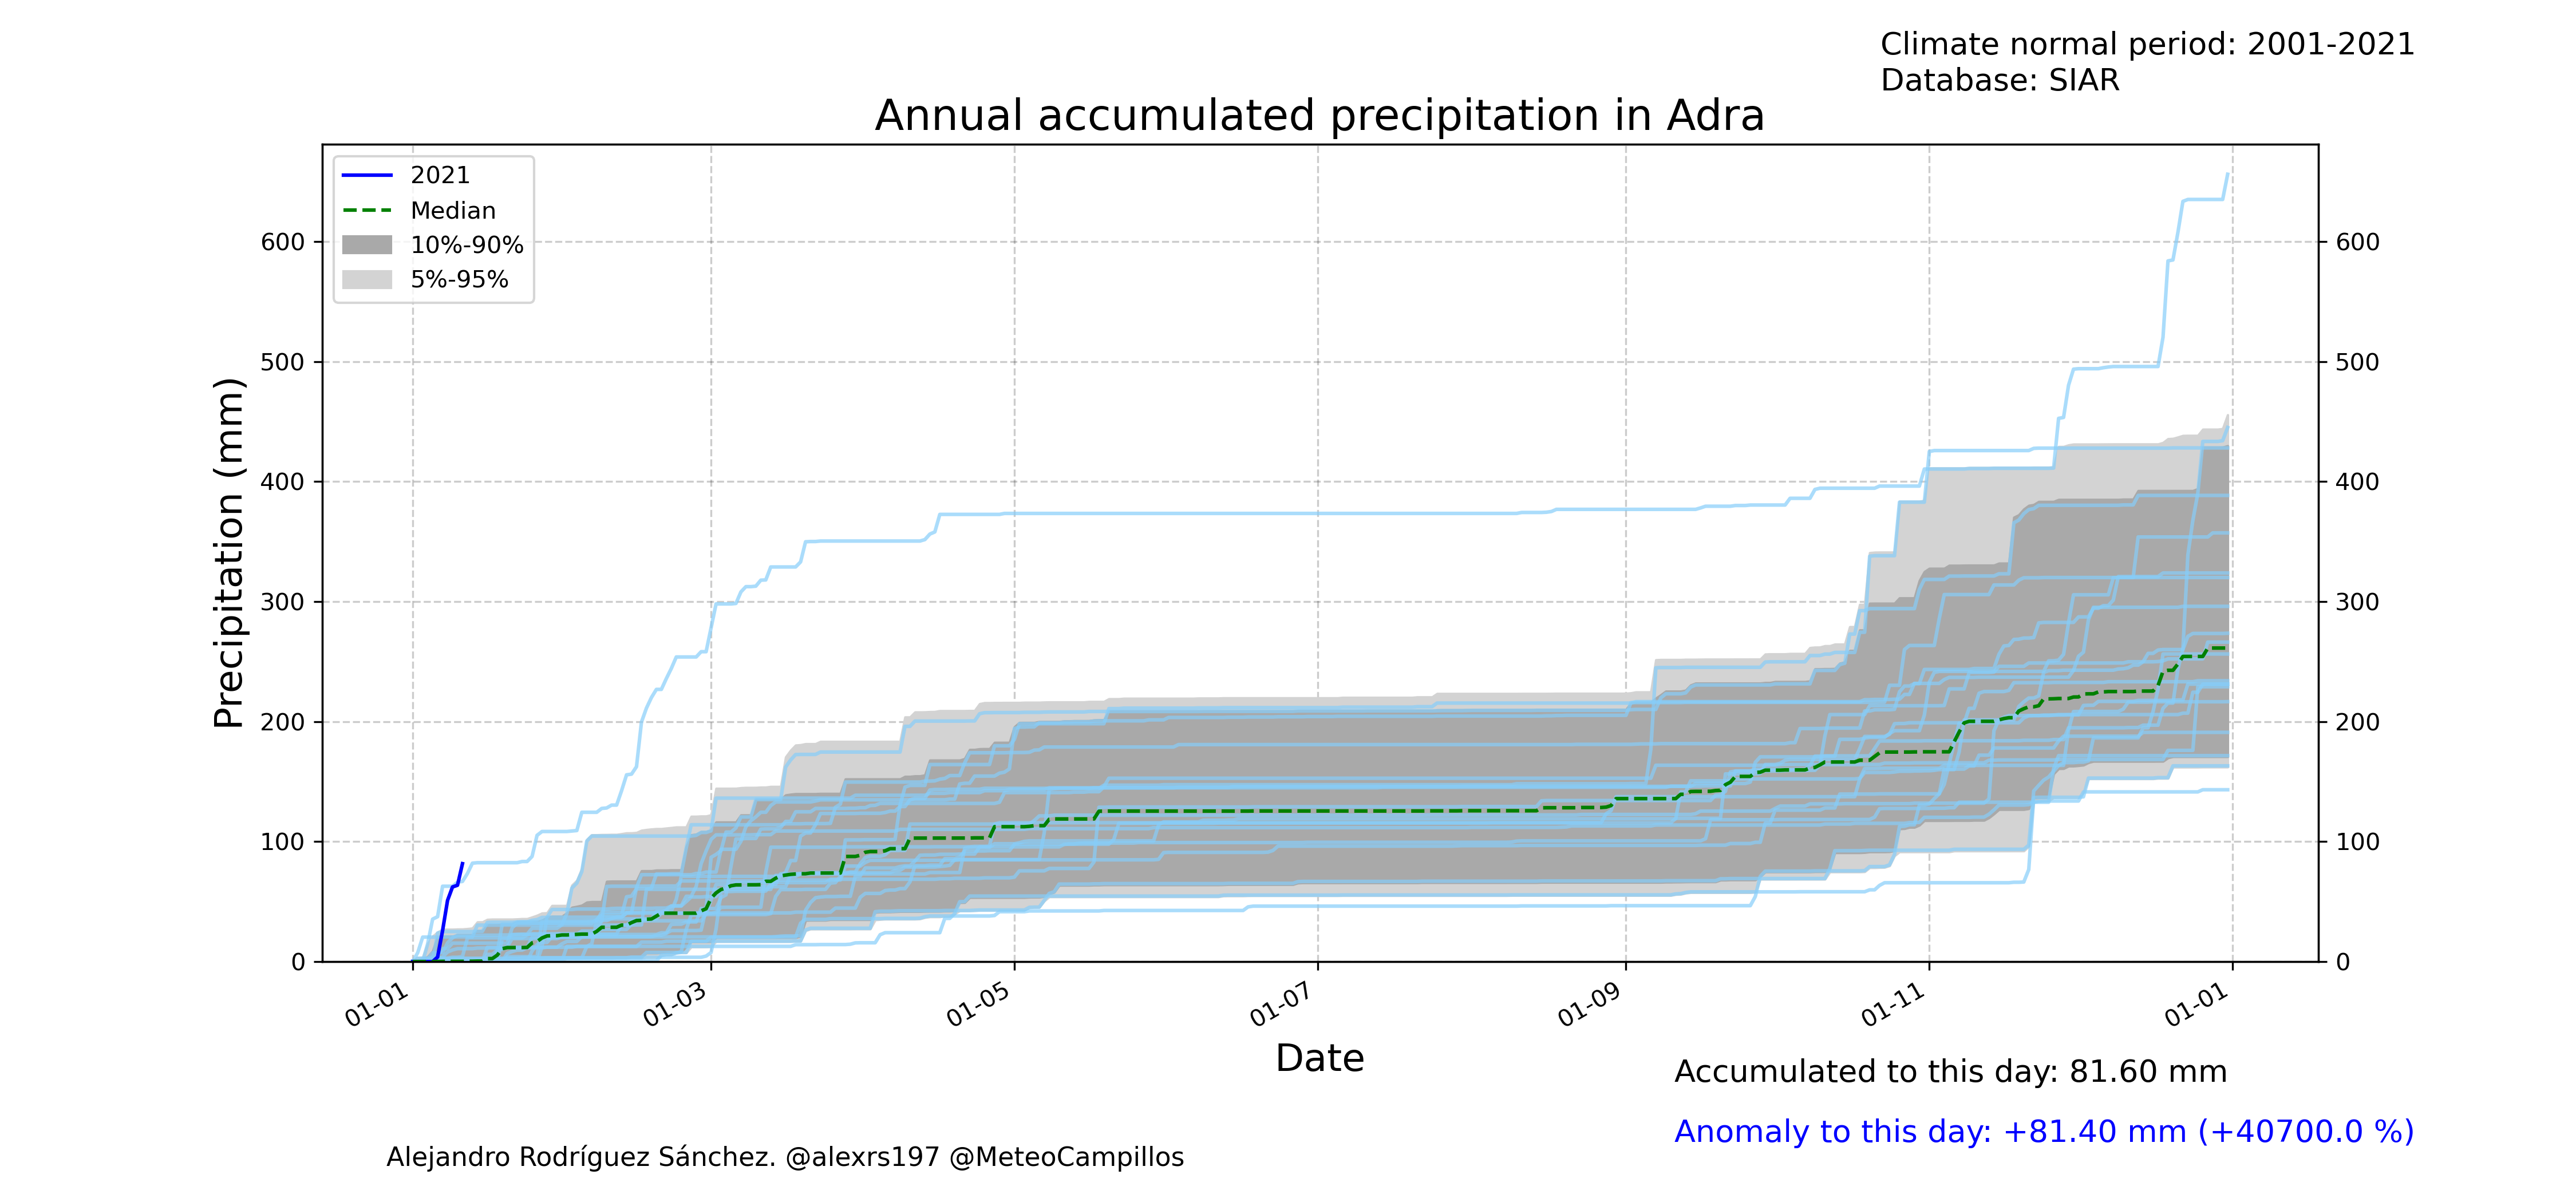 Climate normal period: 2001-2021
Database: SIAR
Annual accumulated precipitation in Adra
2021
Median
10%-90%
5%-95%
Precipitation (mm)
600
500
400
300
200
100
0
600
500
400
300
200
100
0
01-01
01-03
01-05
01-07
01-09
01-11
01-01
Date
Accumulated to this day: 81.60 mm
Anomaly to this day: +81.40 mm (+40700.0 %)
Alejandro Rodríguez Sánchez. @alexrs197 @MeteoCampillos